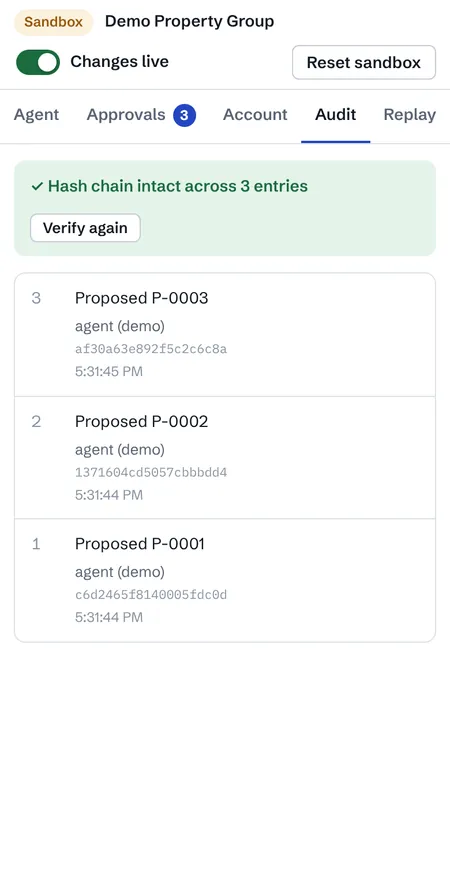 Sandbox Demo Property Group
Changes live Reset sandbox
Agent Approvals 3 Account Audit Replay
✓ Hash chain intact across 3 entries
Verify again
3 Proposed P-0003
agent (demo)
af30a63e892f5c2c6c8a
5:31:45 PM
2 Proposed P-0002
agent (demo)
1371604cd5057cbbbdd4
5:31:44 PM
1 Proposed P-0001
agent (demo)
c6d2465f8140005fdc0d
5:31:44 PM